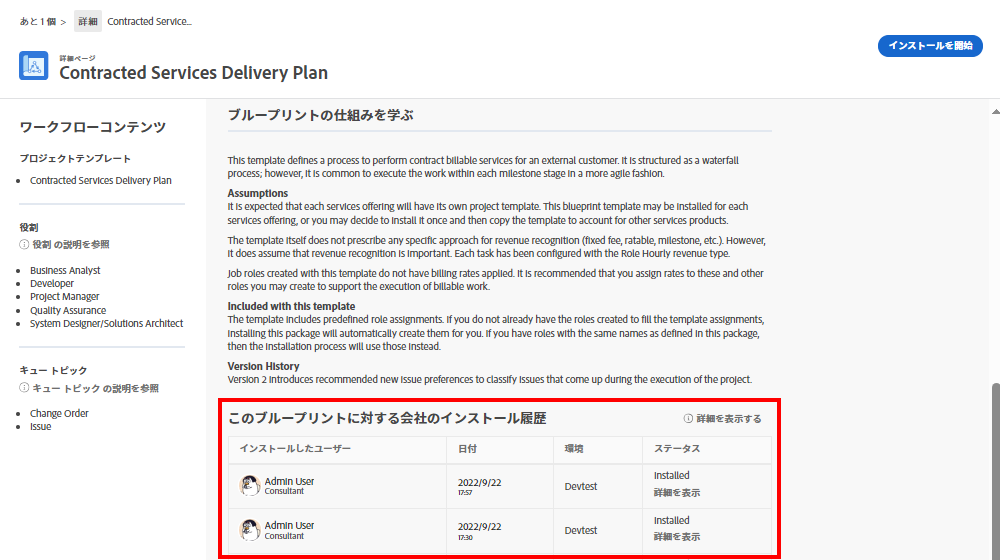 あと 1 個 > 詳細 Contracted Service...
詳細ページ
Contracted Services Delivery Plan
インストールを開始
ワークフローコンテンツ
プロジェクトテンプレート
Contracted Services Delivery Plan
役割
役割 の説明を参照
Business Analyst
Developer
Project Manager
Quality Assurance
System Designer/Solutions Architect
キュー トピック
キュー トピック の説明を参照
Change Order
Issue
ブループリントの仕組みを学ぶ
This template defines a process to perform contract billable services for an external customer. It is structured as a waterfall
process; however, it is common to execute the work within each milestone stage in a more agile fashion.
Assumptions
It is expected that each services offering will have its own project template. This blueprint template may be installed for each
services offering, or you may decide to install it once and then copy the template to account for other services products.
The template itself does not prescribe any specific approach for revenue recognition (fixed fee, ratable, milestone, etc.). However,
it does assume that revenue recognition is important. Each task has been configured with the Role Hourly revenue type.
Job roles created with this template do not have billing rates applied. It is recommended that you assign rates to these and other
roles you may create to support the execution of billable work.
Included with this template
The template includes predefined role assignments. If you do not already have the roles created to fill the template assignments,
installing this package will automatically create them for you. If you have roles with the same names as defined in this package,
then the installation process will use those instead.
Version History
Version 2 introduces recommended new issue preferences to classify issues that come up during the execution of the project.
このブループリントに対する会社のインストール履歴 詳細を表示する
インストールしたユーザー 日付 環境 ステータス
Admin User
Consultant
2022/9/22
17:57
Devtest
Installed
詳細を表示
Admin User
Consultant
2022/9/22
17:30
Devtest
Installed
詳細を表示